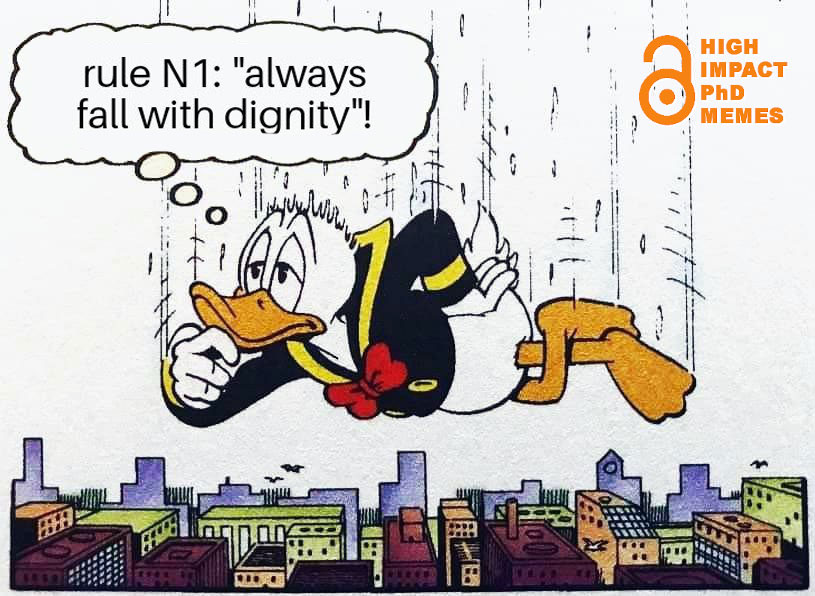 rule N1: "always
fall with dignity"!
HIGH
IMPACT
PhD
MEMES